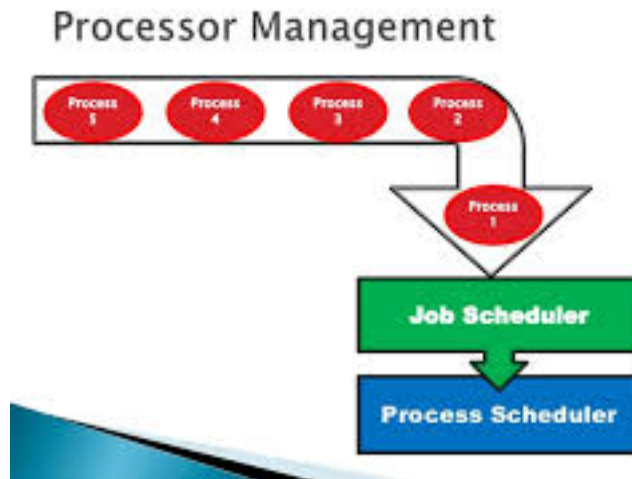 Processor Management
Process
5
Process
4
Process
3
Process
2
Process
1
Job Scheduler
Process Scheduler